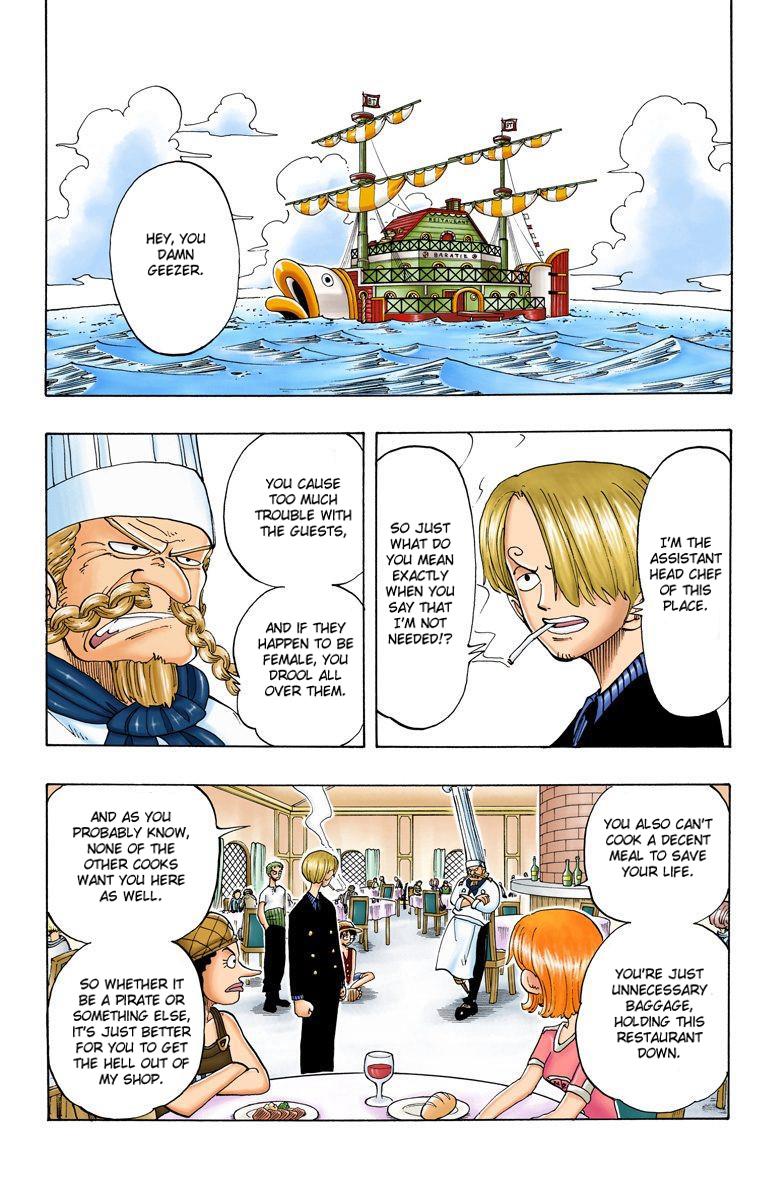 BT
BT
RESTAURANT
BARATIE
HEY, YOU
DAMN
GEEZER.
I'M THE
ASSISTANT
HEAD CHEF
OF THIS
PLACE.
SO JUST
WHAT DO
YOU MEAN
EXACTLY
WHEN YOU
SAY THAT
I'M NOT
NEEDED!?
YOU CAUSE
TOO MUCH
TROUBLE WITH
THE GUESTS,
AND IF THEY
HAPPEN TO BE
FEMALE, YOU
DROOL ALL
OVER THEM.
YOU ALSO CAN'T
COOK A DECENT
MEAL TO SAVE
YOUR LIFE.
YOU'RE JUST
UNNECESSARY
BAGGAGE,
HOLDING THIS
RESTAURANT
DOWN.
AND AS YOU
PROBABLY KNOW,
NONE OF THE
OTHER COOKS
WANT YOU HERE
AS WELL.
SO WHETHER IT
BE A PIRATE OR
SOMETHING ELSE,
IT'S JUST BETTER
FOR YOU TO GET
THE HELL OUT OF
MY SHOP.